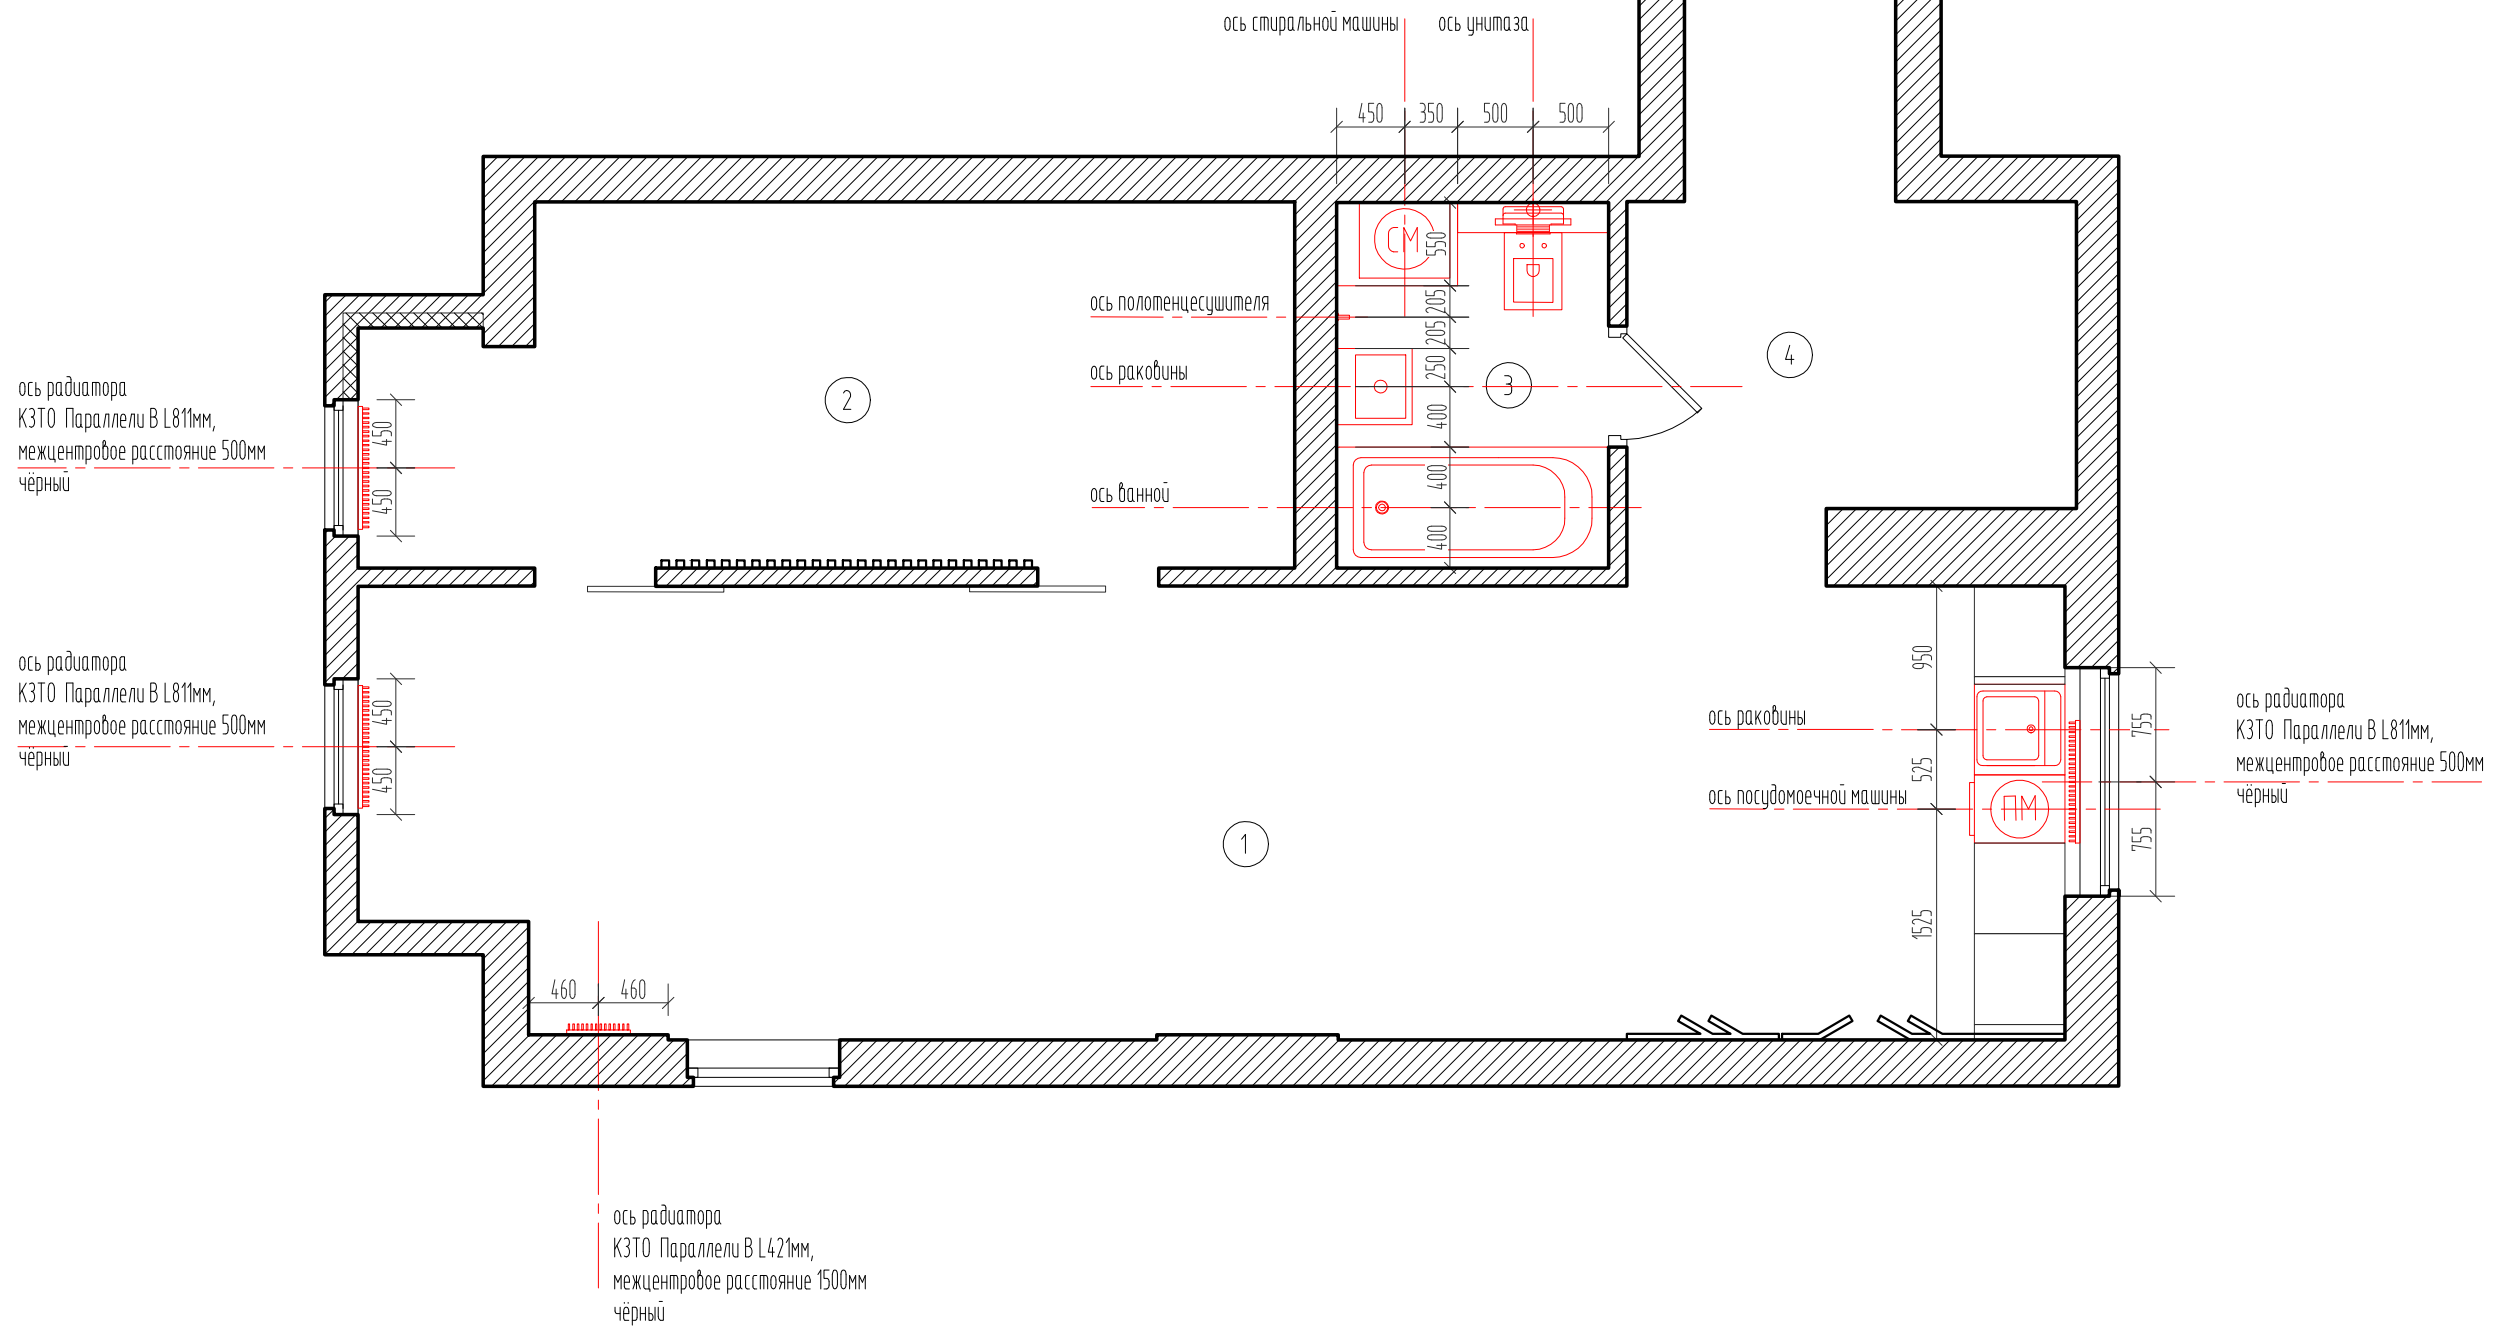 ось стиральной машины
ось унитаза
450
350
500
500
СМ
550
ось полотенцесушителя
205
205
ось раковины
250
3
4
2
400
ось ванной
400
400
ось радиатора
КЗТО Параллели В L811мм,
межцентровое расстояние 500мм
чёрный
450
450
ось радиатора
КЗТО Параллели В L811мм,
межцентровое расстояние 500мм
чёрный
450
450
950
ось раковины
525
ось посудомоечной машины
ПМ
1525
755
755
ось радиатора
КЗТО Параллели В L811мм,
межцентровое расстояние 500мм
чёрный
1
460
460
ось радиатора
КЗТО Параллели В L421мм,
межцентровое расстояние 1500мм
чёрный